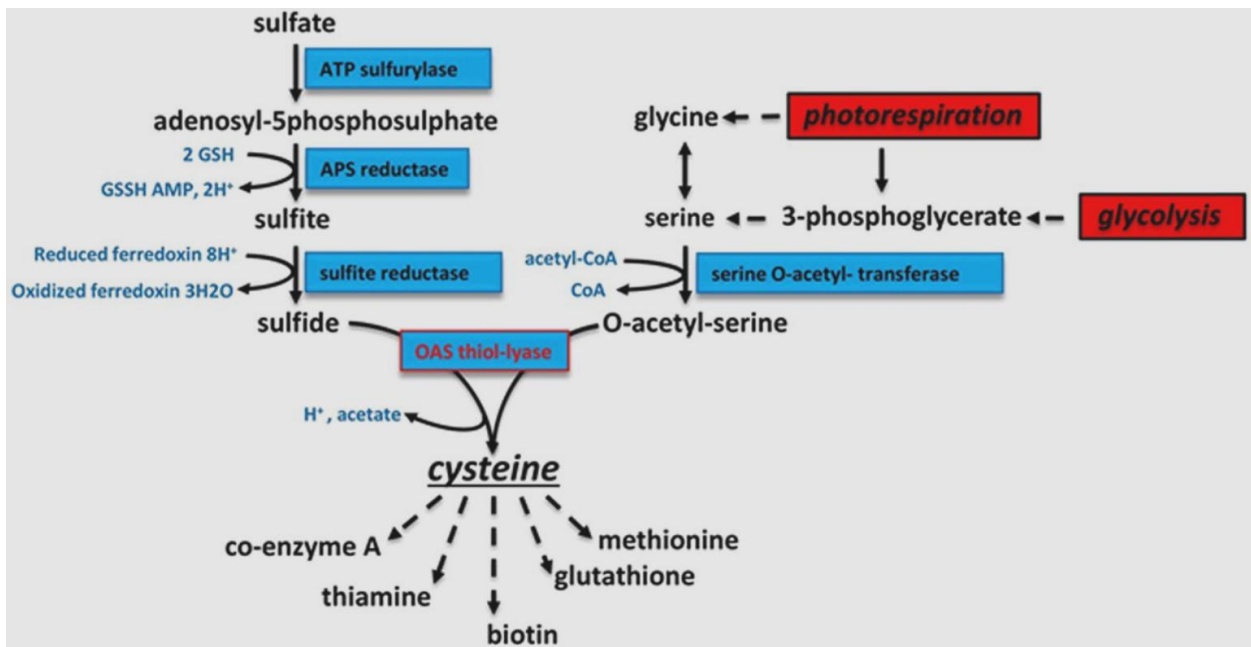 sulfate
ATP sulfurylase
adenosyl-5phosphosulphate
glycine
photorespiration
2 GSH
APS reductase
GSSH AMP, 2H⁺
sulfite
serine
3-phosphoglycerate
glycolysis
Reduced ferredoxin 8H⁺
sulfite reductase
acetyl-CoA
serine O-acetyl- transferase
Oxidized ferredoxin 3H2O
CoA
sulfide
O-acetyl-serine
OAS thiol-lyase
H⁺, acetate
cysteine
co-enzyme A
methionine
thiamine
glutathione
biotin